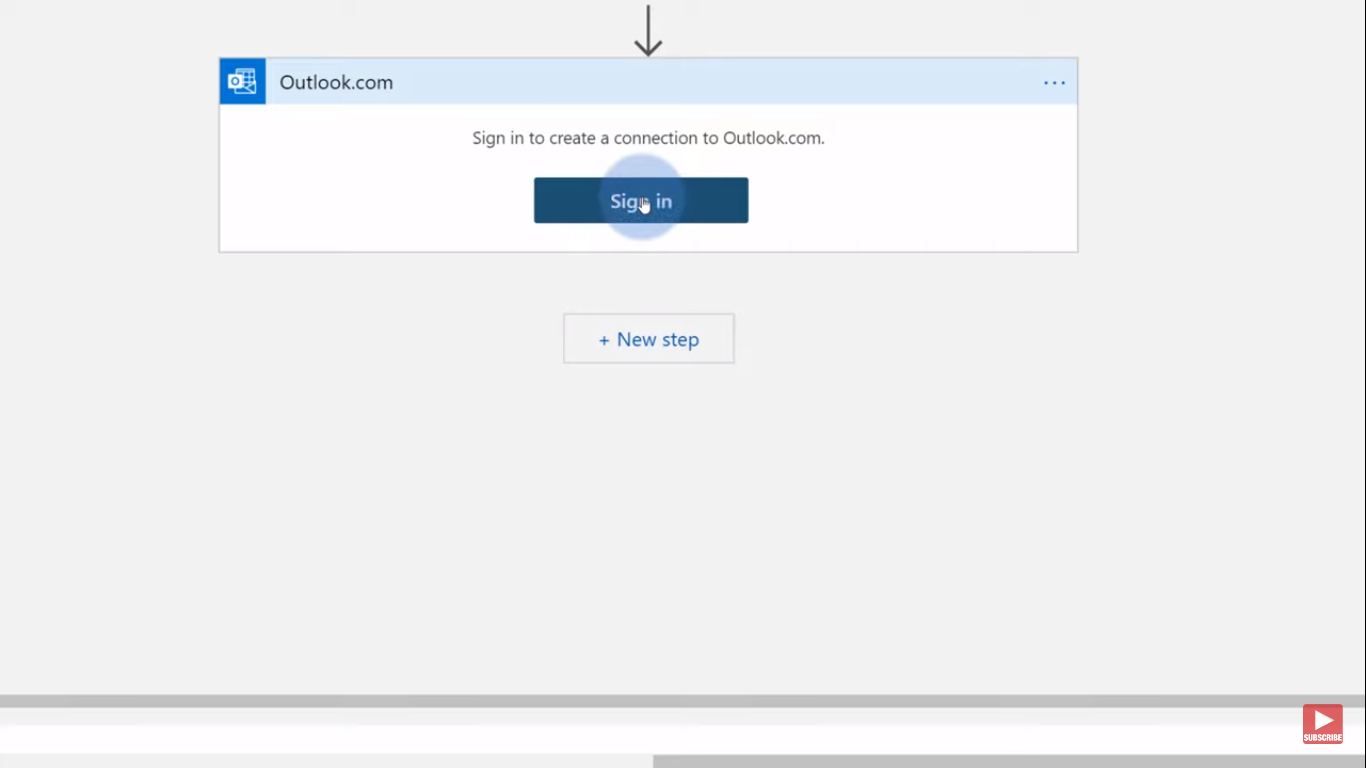 Outlook.com
...
Sign in to create a connection to Outlook.com.
Sign in
+ New step
SUBSCRIBE